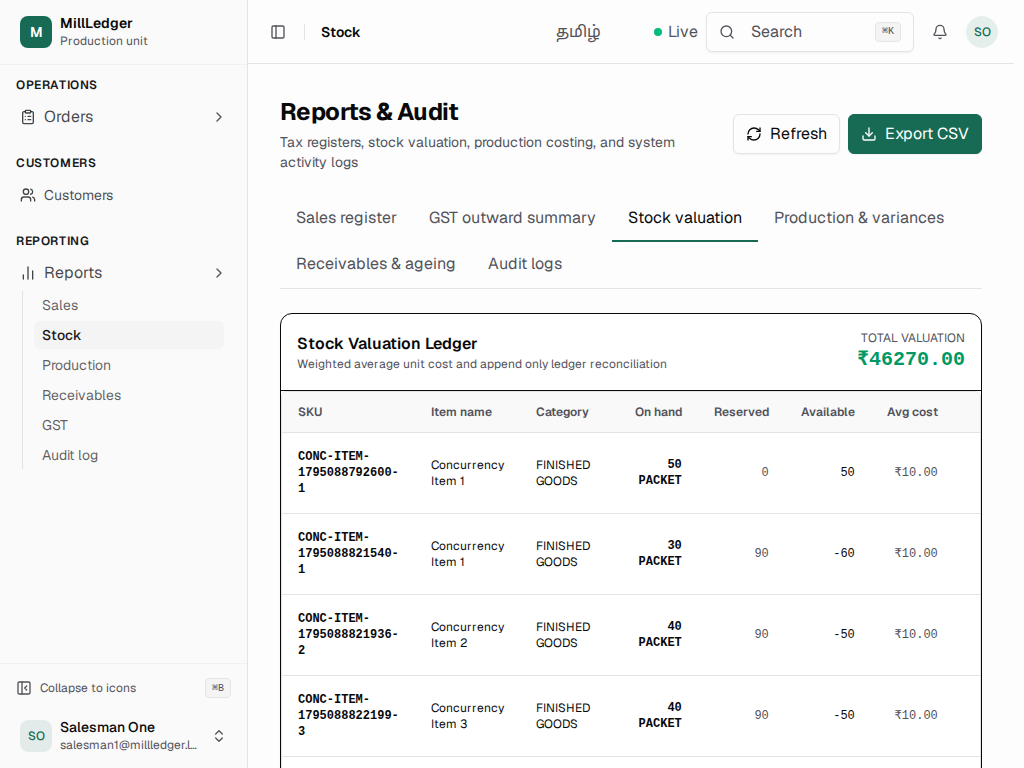 M
MillLedger
Production unit
OPERATIONS
Orders
CUSTOMERS
Customers
REPORTING
Reports
Sales
Stock
Production
Receivables
GST
Audit log
Collapse to icons
⌘B
SO
Salesman One
salesman1@millledger.l...
Stock
தமிழ்
Live
Search
⌘K
SO
Reports & Audit
Tax registers, stock valuation, production costing, and system
activity logs
Refresh
Export CSV
Sales register
GST outward summary
Stock valuation
Production & variances
Receivables & ageing
Audit logs
Stock Valuation Ledger
Weighted average unit cost and append only ledger reconciliation
TOTAL VALUATION
₹46270.00
SKU Item name Category On hand Reserved Available Avg cost
CONC-ITEM-
1795088792600-
1
Concurrency
Item 1
FINISHED
GOODS
50
PACKET
0
50
₹10.00
CONC-ITEM-
1795088821540-
1
Concurrency
Item 1
FINISHED
GOODS
30
PACKET
90
-60
₹10.00
CONC-ITEM-
1795088821936-
2
Concurrency
Item 2
FINISHED
GOODS
40
PACKET
90
-50
₹10.00
CONC-ITEM-
1795088822199-
3
Concurrency
Item 3
FINISHED
GOODS
40
PACKET
90
-50
₹10.00